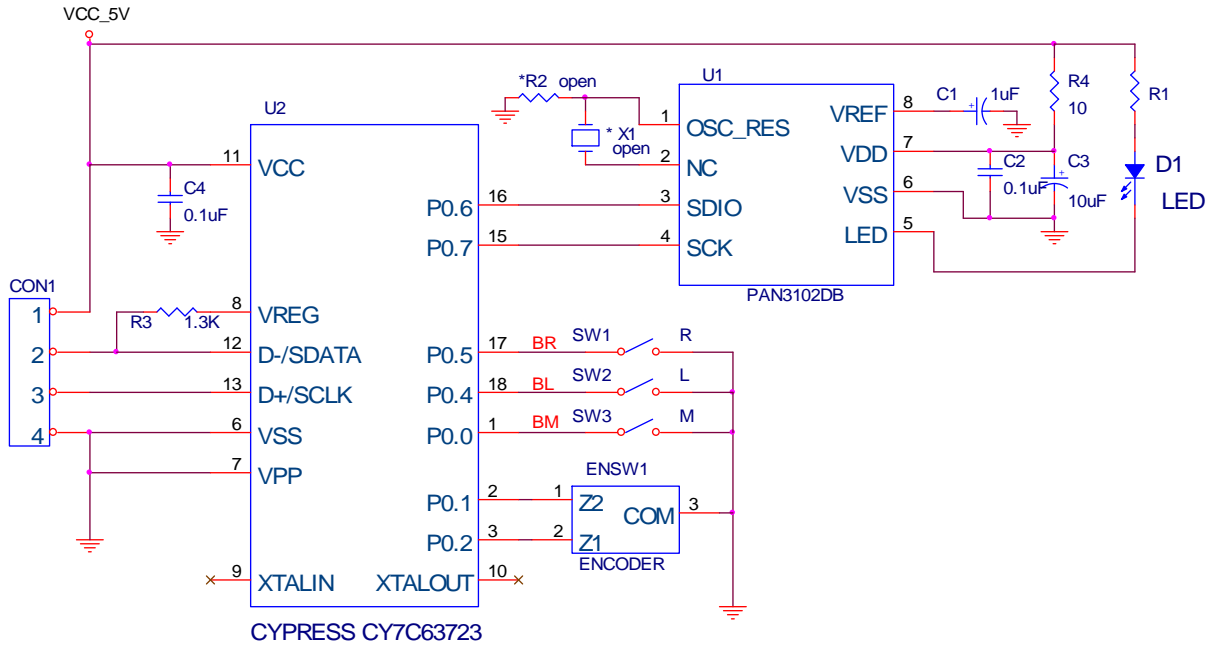 VCC_5V
U2
11 VCC
C4
0.1uF
CON1
1
2
3
4
R3 1.3K
8 VREG
12 D-/SDATA
13 D+/SCLK
6 VSS
7 VPP
9 XTALIN
XTALOUT 10
P0.6 16
P0.7 15
P0.5 17
P0.4 18
P0.0 1
P0.1 2
P0.2 3
CYPRESS CY7C63723
*R2 open
* X1
open
U1
1 OSC_RES
2 NC
3 SDIO
4 SCK
VREF 8
VDD 7
VSS 6
LED 5
PAN3102DB
C1 1uF
C2
0.1uF
C3
10uF
R4
10
R1
D1
LED
BR SW1 R
BL SW2 L
BM SW3 M
ENSW1
1 Z2
2 Z1
COM 3
ENCODER